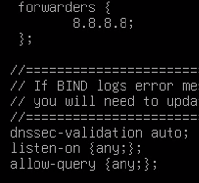 forwarders {
8.8.8.8;
};
//======================
// If BIND logs error me
// you will need to upda
//======================
dnssec-validation auto;
listen-on {any;};
allow-query {any;};